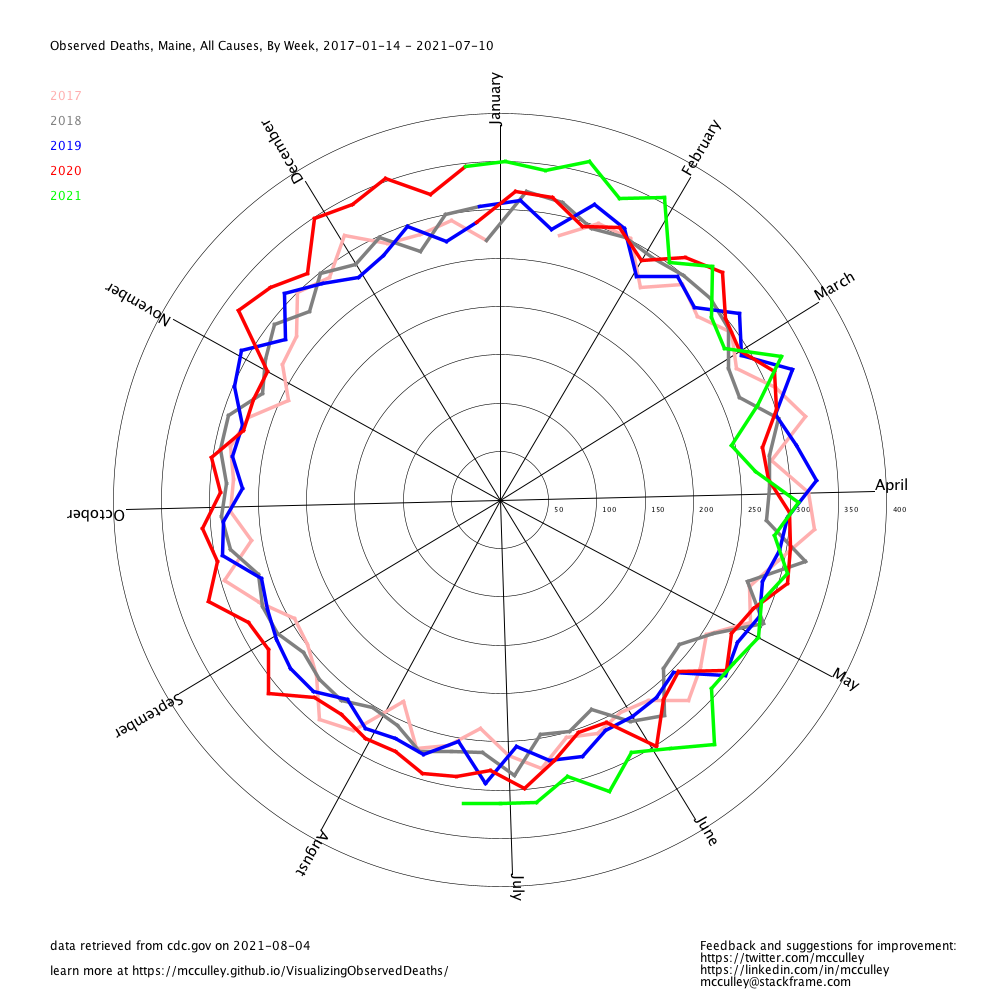 Observed Deaths, Maine, All Causes, By Week, 2017-01-14 - 2021-07-10
2017
2018
2019
2020
2021
January
February
March
April
May
June
July
August
September
October
November
December
50
100
150
200
250
300
350
400
data retrieved from cdc.gov on 2021-08-04
learn more at https://mcculley.github.io/VisualizingObservedDeaths/
Feedback and suggestions for improvement:
https://twitter.com/mcculley
https://linkedin.com/in/mcculley
mcculley@stackframe.com